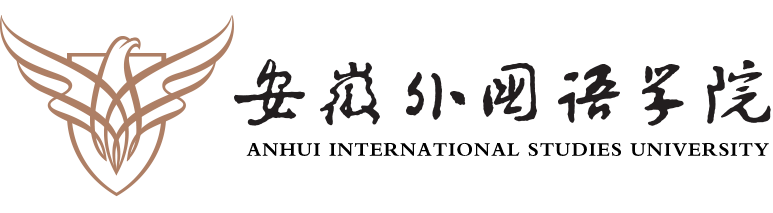 安徽外国语学院
ANHUI INTERNATIONAL STUDIES UNIVERSITY